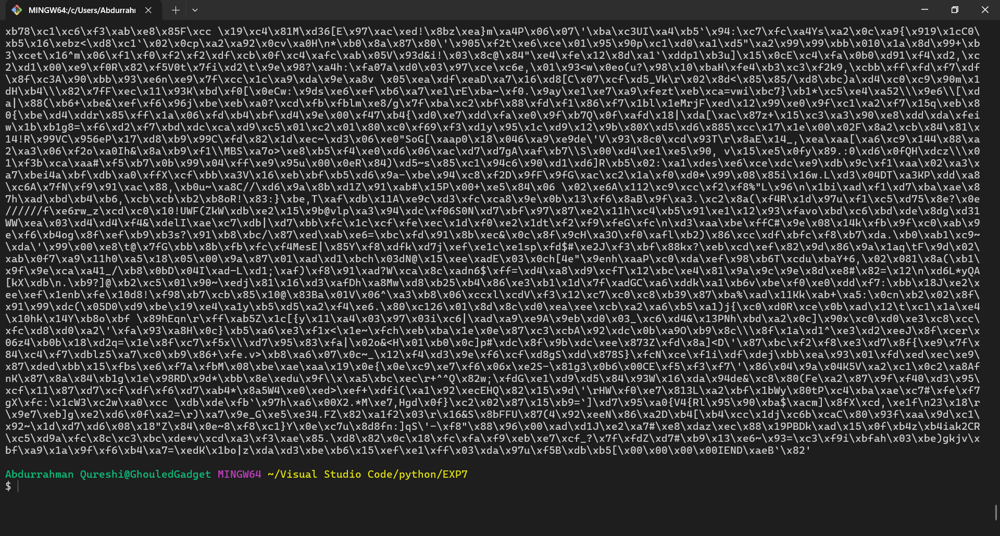 MINGW64:/c/Users/Abdurrahı
xb78\xc1\xc6\xf3\xab\xe8\x85F\xcc \x19\xc4\x81M\xd36[E\x97\xac\xed!\x8bz\xea}m\xa4P\x06\x07\'\xba\xc3UI\xa4\xb5`\x94:\xc7\xfc\xa4Ys\xa2\x0c\xa9{\x919\x1cC0\
xb5\x16\xebz<\xd8\xc1`\x02\x0cp\xa2\xa92\x0cv\xa0H\n*\xb0\x8a\x87\x80\'\x905\xf2t\xe6\xce\x01\x95\x90p\xc1\xd0\xa1\xd5"\xa2\x99\x99\xbb\x010\x1a\x8d\x99+\xb
3\xcet\x16^m\x06\xf1\xf0\xf2\xf2\xdf\xcb\x0f\xc4\xafc\xab\x05V\x93d&i!\x03\x8c@\x84"\xe4\xfe\x12\x8d\xa1`\xddp1\xb3u]\x15\x0cE\xc4\xfa\x0b0\xd91\xf4\xd2,\xc
2\xd1\x00\xe9\xf0R\x82\xf5V0t\x7fi\xd2\t\x9e\x98?\xa4h:\xfa07a\xd0\x03\x97\xce\xc6e,\x01\x93<w\x0eo(u?\x98\x10\xbaH\xfe4\xb3\xc3\xf2k9,\xcbb\xff\xfd\xf7\xdf
\x8f\xc3A\x90\xbb\x93\xe6n\xe9\x7f\xcc\x1c\xa9\xda\x9e\xa8v \x05\xea\xdf\xeaD\xa7\x16\xd8[C\x07\xcf\xd5_Vk\r\x02\x8d<\x85\x85/\xd8\xbc)a\xd4\xc0\xc9\x90m\x1
dH\xb4\\\x82\x7fF\xec\x11\x93K\xbd\xf0[\x0eCw:\x9ds\xe6\xef\xb6\xa7\xe1\rE\xba~\xf0.\x9ay\xe1\xe7\xa9\xfezt\xeb\xca=vwi\xbc7}\xb1*\xc5\xe4\xa52\\\x9e6\\[\xd
a|\x88(\xb6+\xbe&\xef\xf6\x96j\xbe\xeb\xa0?\xcd\xfb\xfblm\xe8/g\x7f\xba\xc2\xbf\x88\xfd\xf1\x86\xf7\x1bl\x1eMrjF\xed\x12\x99\xe0\x9f\xc1\xa2\xf7\x15q\xeb\x8
0{\xbe\xd4\xddr\x85\xff\x1a\x06\xfd\xb4\xbf\xd4\x9e\x00\xf47\xb4{\xd0\xe7\xdd\xfa\xe0\x9f\xb7Q\x0f\xafd\x18|\xda[\xac\x87z+\x15\xc3\xa3\x90\xe8\xdd\xda\xfei
w\x1b\xb1g8=\xf6\xd2\xf7\xbd\xdc\xca\xd9\xc5\x01\xc2\x01\x80\xc0\xf69\xf3\xd1y\x95\x1c\xd9\x12\x9b\x80X\xd5\xd6\x885\xcc\x17\x1e\x00\x02F\x8a2\xcb\x84\x81\x
14!R\x99VC\x956eP\x17\xd8\xb9\x99C\xfd\x82\x1d\xec~\xd3\x06\xe0"SoG[\xaap0\x18\x046\xa9\xe9de\'V\x93\x8c0\xcd\x93T\r\x8aE\x14_,\xea\xaa[\xa6\xc9\x144\x88\xa
2\xa3\x06\xf2o\xa0Ih&\x8a\xb9\xf1\\MBS\xa7o>\xe8\xb5\xf4\xe0\xd6\x06\xac\xd7\xd7gA\xaf\xb7\\S\x00\xd4\xe1\xe5\x90, v\x15\xe5\x0fy\x89.:0\xd6\x0fQH\xdcz\\\x0
1\xf3b\xca\xaa#\xf5\xb7\x0b\x99\x04\xff\xe9\x95u\x00\x0eR\x84)\xd5~s\x85\xc1\x94c6\x90\xd1\xd6]R\xb5\x02:\xa1\xdes\xe6\xce\xdc\xe9\xdb\x9c\xf1\xaa\x02\xa3\x
a7\xbei4a\xbf\xdb\xa0\xffX\xcf\xbb\xa3V\x16\xeb\xbf\xb5\xd6\x9a-\xbe\x94\xc8\xf2D\x9fF\x9fG\xac\xc2\x1a\xf0\xd0*\x99\x08\x85i\x16w.L\xd3\x04DT\xa3KP\xdd\xa8
\xc6A\x7fN\xf9\x91\xac\x88,\xb0u~\xa8C//\xd6\x9a\x8b\xd1Z\x91\xab#\x15P\x00+\xe5\x84\x06 \x02\xe6A\x112\xc9\xcc\xf2\xf8%"L\x96\n\x1bi\xad\xf1\xd7\xba\xae\x8
7h\xad\xbd\xb4\xb6,\xcb\xcb\xb2\xb8oR!\x83:}\xbe,T\xaf\xdb\x11A\xe9c\xd3\xfc\xca8\x9e\x0b\x13\xf6\x8aB\x9f\xa3.\xc2\x8a(\xf4R\x1d\x97u\xf1\xc5\xd75\x8e?\x0e
//////f\xe6rw_z\xcd\xc0\x10!UWF(ZkW\xdb\xe2\x15\x9b@vlp\xa3\x94\xdc\xf06S0N\xd7\xbf\x97\x87\xe2\x11h\xc4\xb5\x91\xe1\x12\x93\xfavo\xbd\xc6\xbd\xde\x8dg\xd31
WW\xea\x03\xd4\xd4\xf4&\xdelI\xae\xc7\xdb|\xd7\xbb\xfc\x1c\xcf\xfe\xec\x1d\xf0\xe2\x1dt\xf2\xf9\xfeG\xfc\n\xd3\xaa\xbe\xffC#\x9e\x08\x14k\xfb\x9f\xc0\xab\x9
e\xf6\xb4og\x8f\xef\xb9\xb3s?\x91\xb8\xbc/\x87\xed\xab\xe6=\xbc\xfd\x91\x8b\xec&\x0c\x8f\x9cH\xa3O\xf0\xafl\xb2)\x86\xcc\xdf\xbfc\xf8\xb7\xda.\xb0\xab1\xc9~
\xda\'\x99\x00\xe8\t@\x7fG\xbb\x8b\xfb\xfc\xf4MesE|\x85Y\xf8\xdfk\xd7j\xef\xe1c\xe1sp\xfd$#\xe2J\xf3\xbf\x88kx?\xeb\xcd\xef\x82\x9d\x86\x9a\x1aq\tF\x9d\x02\
xab\x0f7\xa9\x11h0\xa5\x18\x05\x00\x9a\x87\x01\xad\xd1\xbch\x03dN@\x15\xee\xadE\x03\x0ch[4e"\x9enh\xaaP\xc0\xda\xef\x98\xb6T\xcdu\xbaY+6,\x02\x081\x8a(\xb1\
x9f\x9e\xca\xa41_/\xb8\x0bD\x04I\xad-L\xd1;\xaf)\xf8\x91\xad?W\xca\x8c\xadn6$\xff=\xd4\xa8\xd9\xcfT\x12\xbc\xe4\x81\x9a\x9c\x9e\x8d\xe8#\x82=\x12\n\xd6L*yQA
[kX\xdb\n.\xb9?]@\xb2\xc5\x01\x90~\xedj\x81\x16\xd3\xafDh\xa8Mw\xd8\xb25\xb4\x86\xe3\xb1\x1d\x7f\xadGC\xa6\xddk\xa1\xb6v\xbe\xf0\xe0\xdd\xf7:\xbb\x18J\xe2\x
ee\xef\x1enb\xfe\x10d8!\xf98\xb7\xcb\x85\x10@\x83Ba\x01V\x06^\xa3\xb8\x06\xccxl\xcdV\xf3\x12\xc7\xc0\xc8\xb39\x87\xba%\xad\x11Kk\xab+\xa5:\x0cn\xb2\x02\x8f\
x91\x99\xdc(\x05D0\xd9\xbe\x19\xe4\xa1y\xb5\xd5\xa2\xf4\xe6.\x80\xc126\x01\x8d\x8c\xd0\xea\xee\xcb\xa2\xa6\xb5\xa1)j{\xc0\xd0R\xce\x0b\xad\x12\t\xc1\x1a\xe4
\x10hk\x14Y\xb8o\xbf \x89hEqn\r\xff\xab5Z\x1c[{y\x11\xa4\x03\x97\x03i\xc6|\xad\xa9\xe9A\x9eb\xd0\x03_\xc6\xd4&\x13PNh\xbd\xa2\x0c]\x90x\xc0\xd0\xe3\xc8\xcc\
xfc\xd8\xd0\xa2\'\xfa\x93\xa8H\x0c}\xb5\xa6\xe3\xf1x<\x1e~\xfch\xeb\xba\x1e\x0e\x87\xc3\xcbA\x92\xdc\x0b\xa9O\xb9\x8c\\\x8f\x1a\xd1^\xe3\xd2\xeeJ\x8f\xcer\x
06z4\xb0b\x18\xd2q=\x1e\x8f\xc7\xf5x\\\xd7\x95\x83\xfa|\x02o&<H\x01\xb0\x0c]p#\xdc\x8f\x9b\xdc\xee\x873Z\xfd\x8a]<D\'\x87\xbc\xf2\xf8\xe3\xd7\x8f{\xe9\x7f\x
84\xc4\xf7\xdblz5\xa7\xc0\xb9\x86+\xfe.v>\xb8\xa6\x07\x0c~_\x12\xf4\xd3\x9e\xf6\xcf\xd8gS\xdd\x878S}\xfcN\xce\xf1i\xdf\xdej\xbb\xea\x93\x01\xfd\xed\xec\xe9\
x87\xded\xbb\x15\xfbs\xe6\xf7a\xfbM\x08\xbe\xae\xaa\x19\x0e{\x0e\xc9\xe7\xf6\x06x\xe2S-\x81g3\x0b6\x00CE\xf5\xf3\xf7\'\x86\x04\x9a\x04K5V\xa2\xc1\x0c2\xa8Af
nK\x87\x8a\x84\xb1g\x1e\x98RD\x9d*\xbb\x8e\xedu\x9f\\x\xa5\xbc\xec\r+^^Q\x82w;\xfdG\xe1\xd9\xd5\x84\x93W\x16\xda\x94de&\xc8\x80(Fe\xa2\x87\x9f\xf40\xd3\x95\
xcf\x11\x87\xd7\xcf\xdf\xf6\xd7\xab4*\x8a5W4\xe0\xed>\xef+\xdfi(\xa1\x92\xecEHQ\x82\x15\x9d\'\rHW\xf0\xe7\x813L\xa2\xbf\x1bWy\x80tP\xc4\xba\xae\xc7#\xfe\xf7
gX\xfc:\x1cW3\xc2w\xa0\xcc \xdb\xde\xfb`\x97h\xa6\x00X2.*M\xe7,Hgd\x0f}\xc2\x02\x87\x15\xb9=`]\xd7\x95\xa0{V4{Rl\x95\x90\xba$\xacm]\x8fX\xcd,\xe1f\n23\x18\r
\x9e7\xeb]g\xe2\xd6\x0f\xa2=\r)\xa7\x9e_G\xe5\xe34.FZ\x82\xa1f2\x03\r\x16&S\x8bFFU\x87(4\x92\xeeN\x86\xa2D\xb4[\xb4\xcc\x1dj\xc6b\xcaC\x80\x93f\xaa\x9d\xc1\
x92~\x1d\xd7\xd6\x08\x18"Z\x84\x0e~8\xf8\xc1}Y\x0e\xc7u\x8d8fn:]qS\'-\xf8"\x88\x96\x00\xad\xd1J\xe2\xa7#\xe8\xdaz\xec\x88\x19PBDk\xad\x15\x0f\xb4z\xb4iak2CR
\xc5\xd9a\xfc\x8c\xc3\xbc\xde*v\xcd\xa3\xf3\xae\x85.\xd8\x82\x0c\x18\xfc\xfa\xf9\xeb\xe7\xcf_?\x7f\xfdZ\xd7#\xb9\x13\xe6~\x93=\xc3\xf9i\xbfah\x03\xbe)gkjv\x
bf\xa9\x1a\x9f\xf6\xb4\xa7=\xedK\x1bo|z\xda\xd3\xbe\xb6\x15\xef\xe1\xff\x03\xda\x97u\xf5B\xdb\xb5[\x00\x00\x00\x00IEND\xaeB`\x82'
Abdurrahman Qureshi@GhouledGadget MINGW64 ~/Visual Studio Code/python/EXP7
$